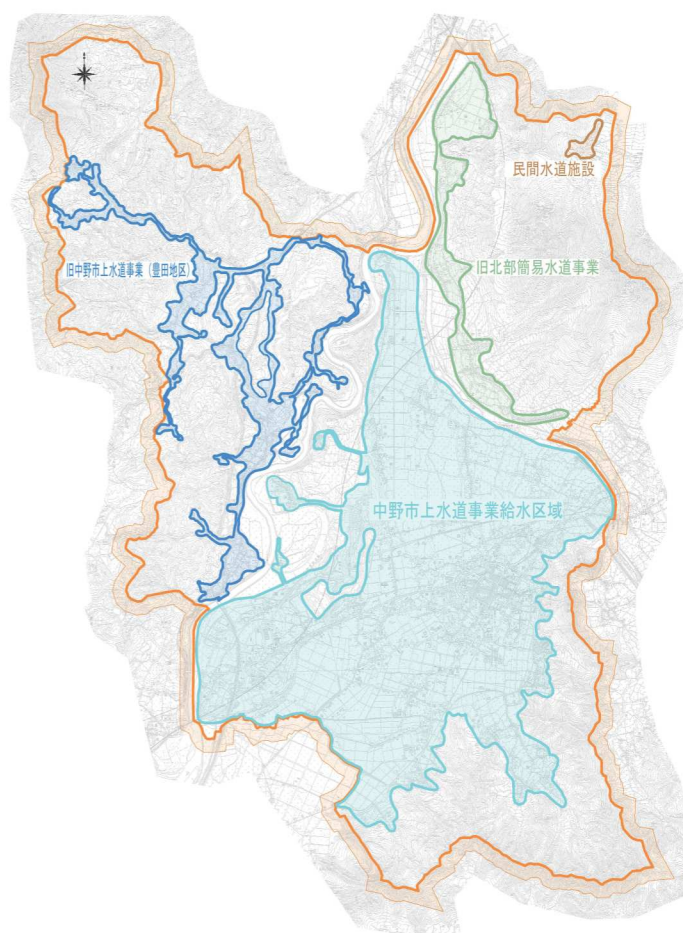 民間水道施設
旧中野市上水道事業（豊田地区）
旧北部簡易水道事業
中野市上水道事業給水区域